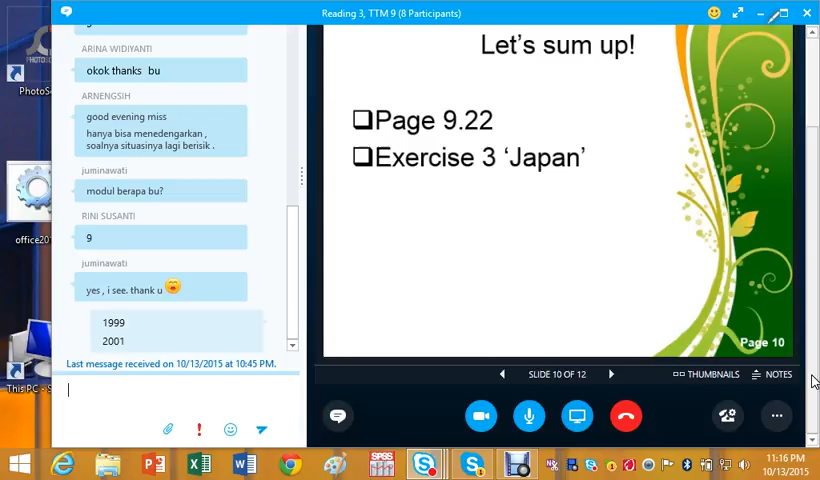 Reading 3, TTM 9 (8 Participants)
ARINA WIDIYANTI
okok thanks bu
ARNENGSIH
good evening miss
hanya bisa menedengarkan ,
soalnya situasinya lagi berisik .
juminawati
modul berapa bu?
RINI SUSANTI
9
juminawati
yes , i see. thank u
1999
2001
Last message received on 10/13/2015 at 10:45 PM.
Let's sum up!
Page 9.22
Exercise 3 'Japan'
Page 10
SLIDE 10 OF 12
THUMBNAILS
NOTES
PhotoSc
office201
This PC - S
SPSS
11:16 PM
10/13/2015